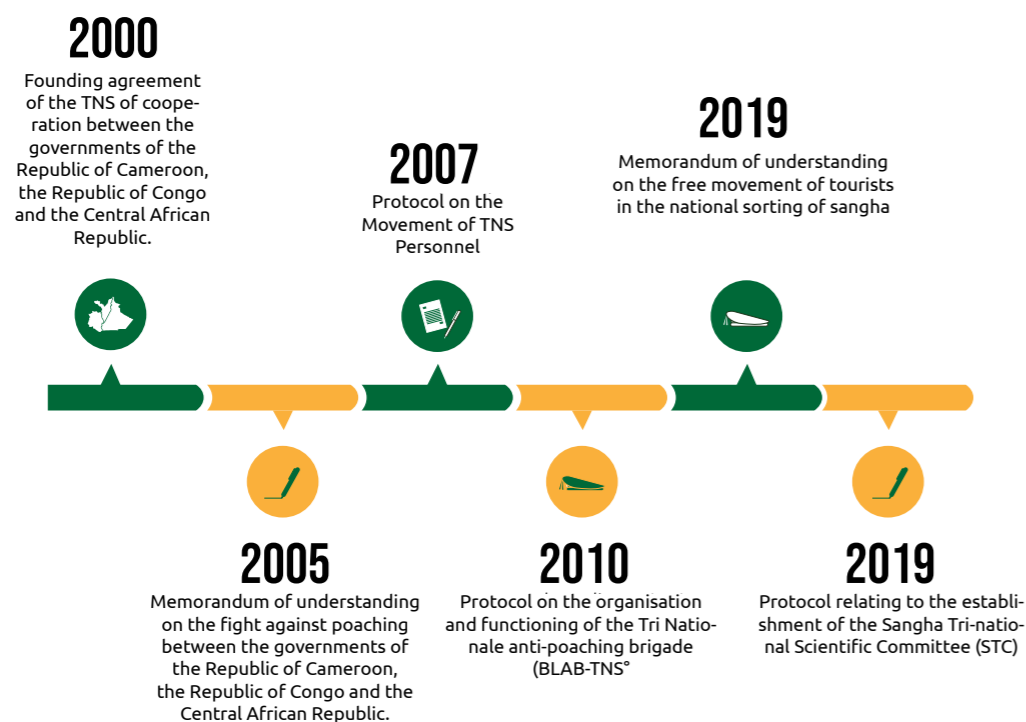 2000
Founding agreement
of the TNS of coope-
ration between the
governments of the
Republic of Cameroon,
the Republic of Congo
and the Central African
Republic.
2005
Memorandum of understanding
on the fight against poaching
between the governments of
the Republic of Cameroon,
the Republic of Congo and the
Central African Republic.
2007
Protocol on the
Movement of TNS
Personnel
2010
Protocol on the organisation
and functioning of the Tri Natio-
nale anti-poaching brigade
(BLAB-TNS°
2019
Memorandum of understanding
on the free movement of tourists
in the national sorting of sangha
2019
Protocol relating to the establi-
shment of the Sangha Tri-natio-
nal Scientific Committee (STC)